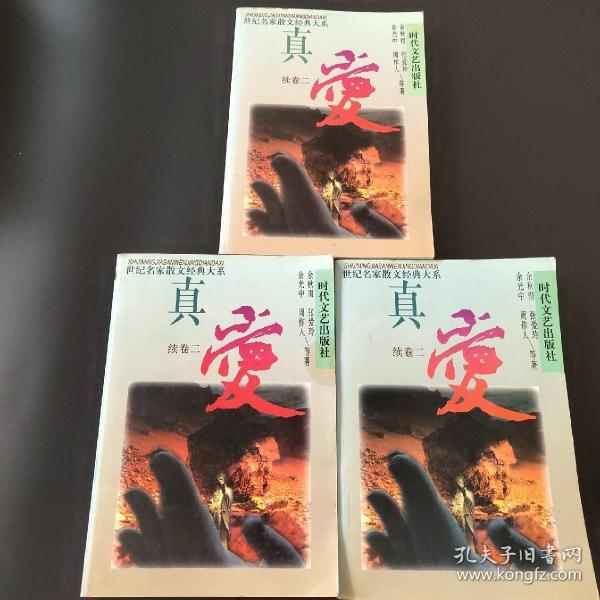 SHIJIMINGJIASANWENJINGDIANDAXI
世纪名家散文经典大系
真愛
续卷二
余秋雨 张爱玲
余光中 周作人 等著
时代文艺出版社
SHIJIMINGJIASANWENJINGDIANDAXI
世纪名家散文经典大系
真愛
续卷二
余秋雨 张爱玲
余光中 周作人 等著
时代文艺出版社
SHIJIMINGJIASANWENJINGDIANDAXI
世纪名家散文经典大系
真愛
续卷二
余秋雨 张爱玲
余光中 周作人 等著
时代文艺出版社
孔夫子旧书网
www.kongfz.com